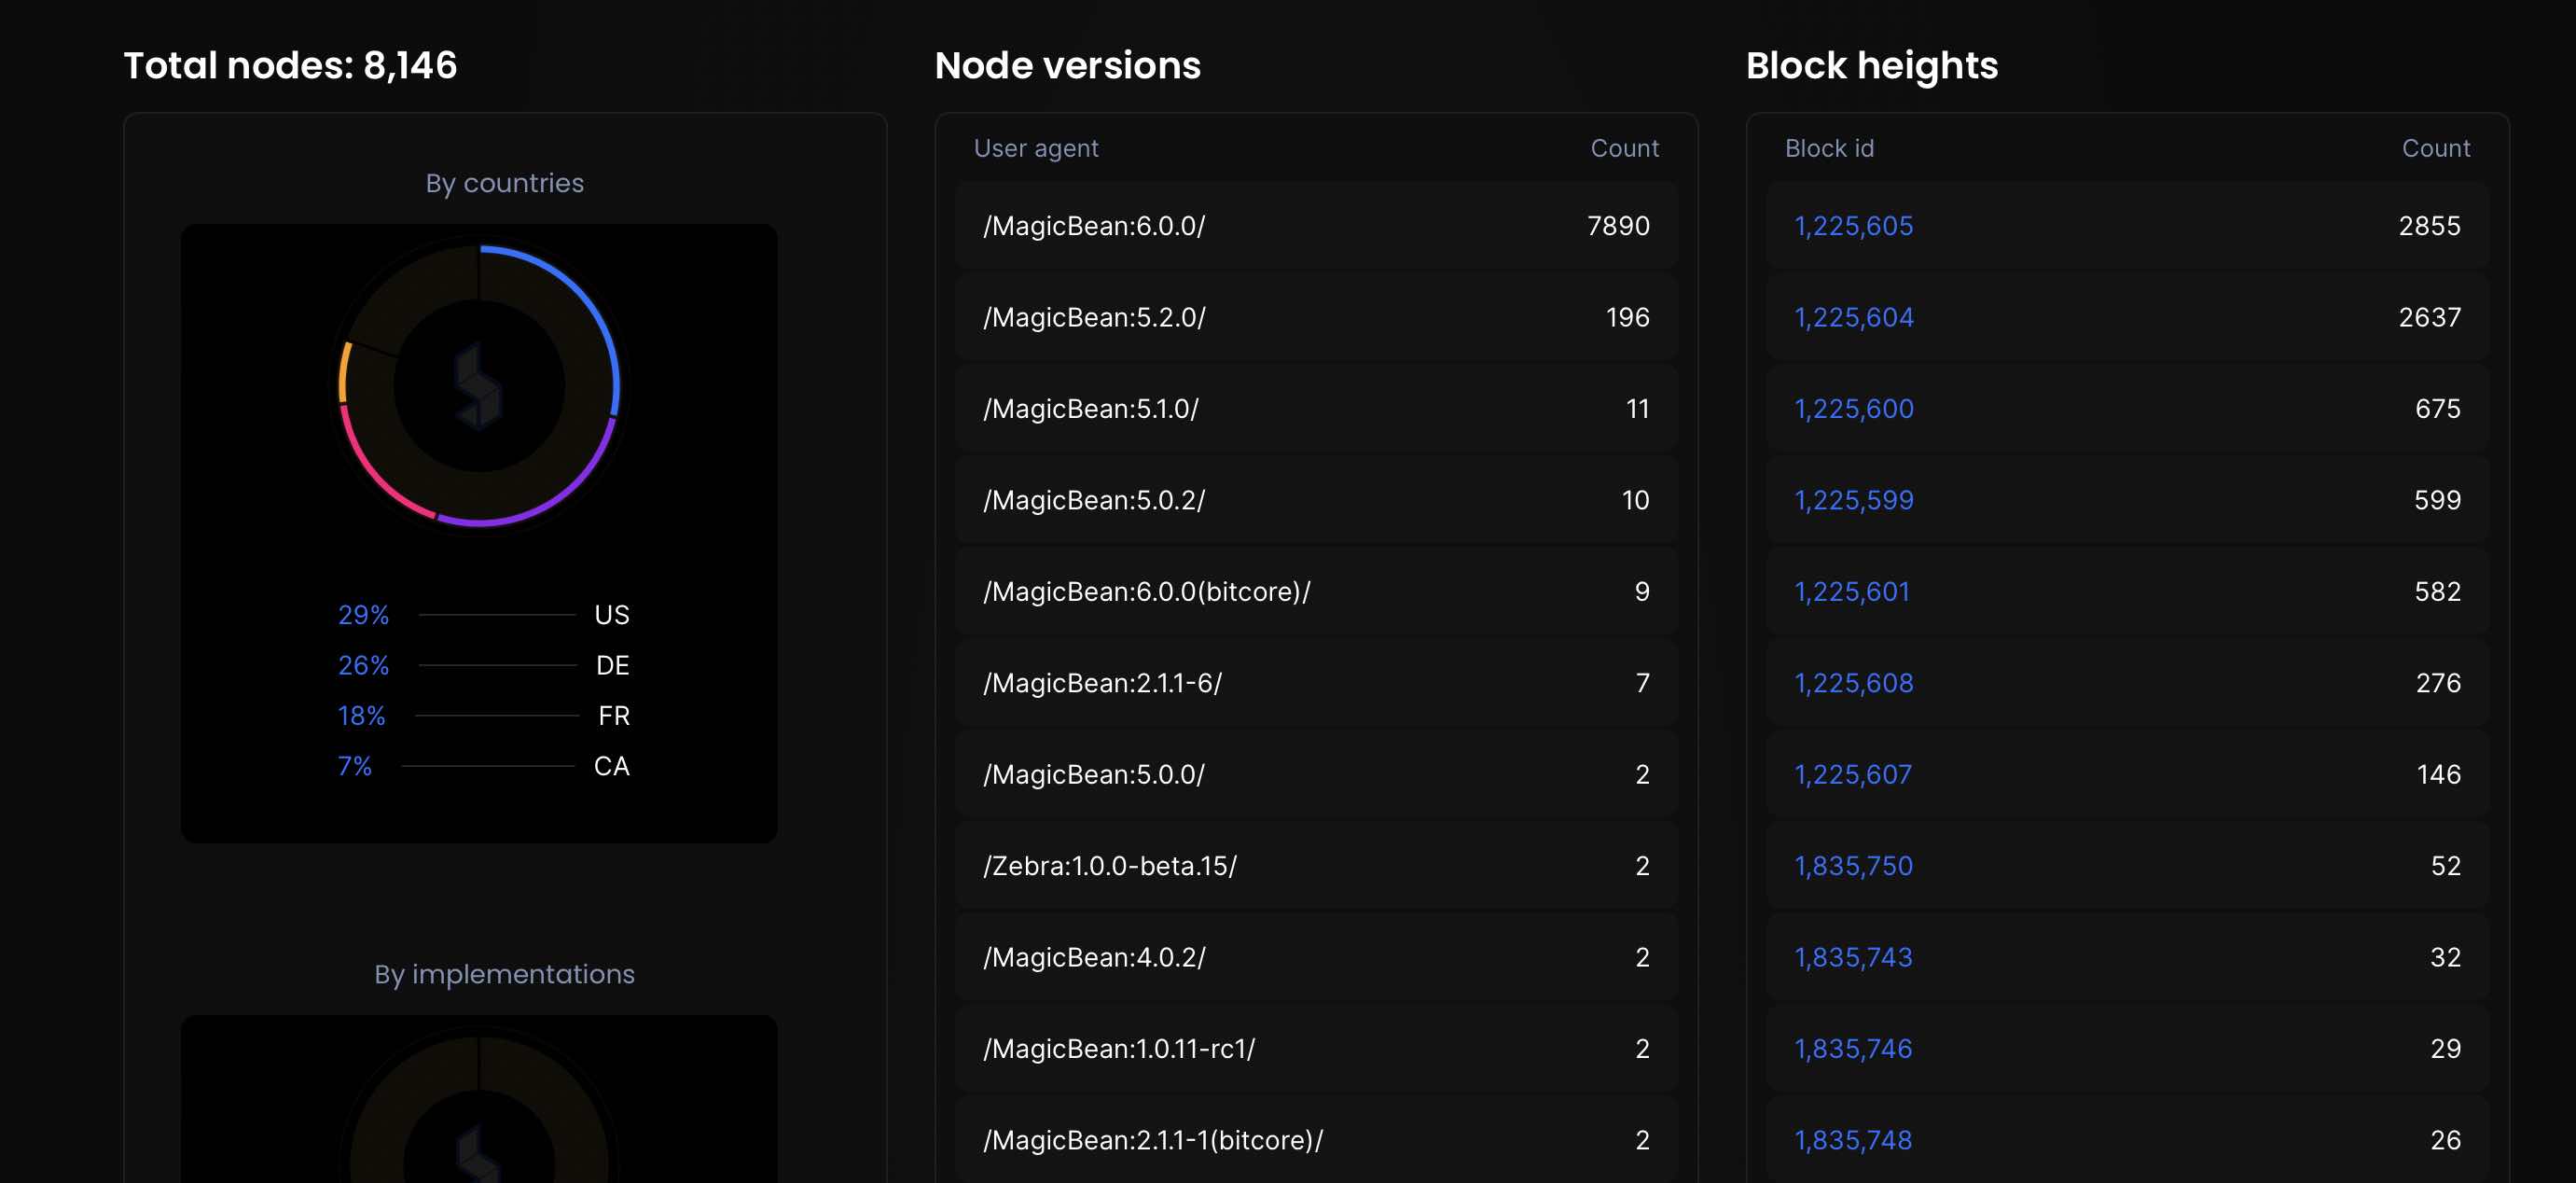 Total nodes: 8,146
By countries
29% US
26% DE
18% FR
7% CA
By implementations
Node versions
User agent Count
/MagicBean:6.0.0/ 7890
/MagicBean:5.2.0/ 196
/MagicBean:5.1.0/ 11
/MagicBean:5.0.2/ 10
/MagicBean:6.0.0(bitcore)/ 9
/MagicBean:2.1.1-6/ 7
/MagicBean:5.0.0/ 2
/Zebra:1.0.0-beta.15/ 2
/MagicBean:4.0.2/ 2
/MagicBean:1.0.11-rc1/ 2
/MagicBean:2.1.1-1(bitcore)/ 2
Block heights
Block id Count
1,225,605 2855
1,225,604 2637
1,225,600 675
1,225,599 599
1,225,601 582
1,225,608 276
1,225,607 146
1,835,750 52
1,835,743 32
1,835,746 29
1,835,748 26